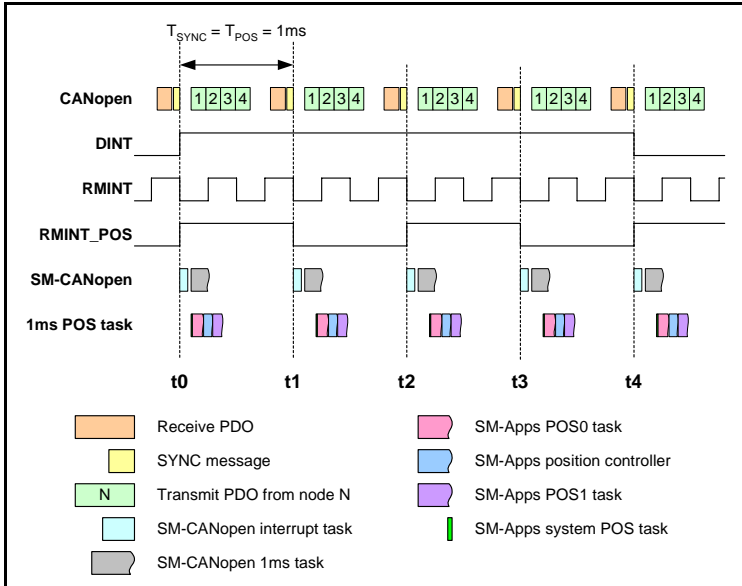 T_SYNC = T_POS = 1ms
CANopen
1 2 3 4 1 2 3 4 1 2 3 4 1 2 3 4 1 2 3 4
DINT
RMINT
RMINT_POS
SM-CANopen
1ms POS task
t0 t1 t2 t3 t4
Receive PDO
SYNC message
N Transmit PDO from node N
SM-CANopen interrupt task
SM-CANopen 1ms task
SM-Apps POS0 task
SM-Apps position controller
SM-Apps POS1 task
SM-Apps system POS task